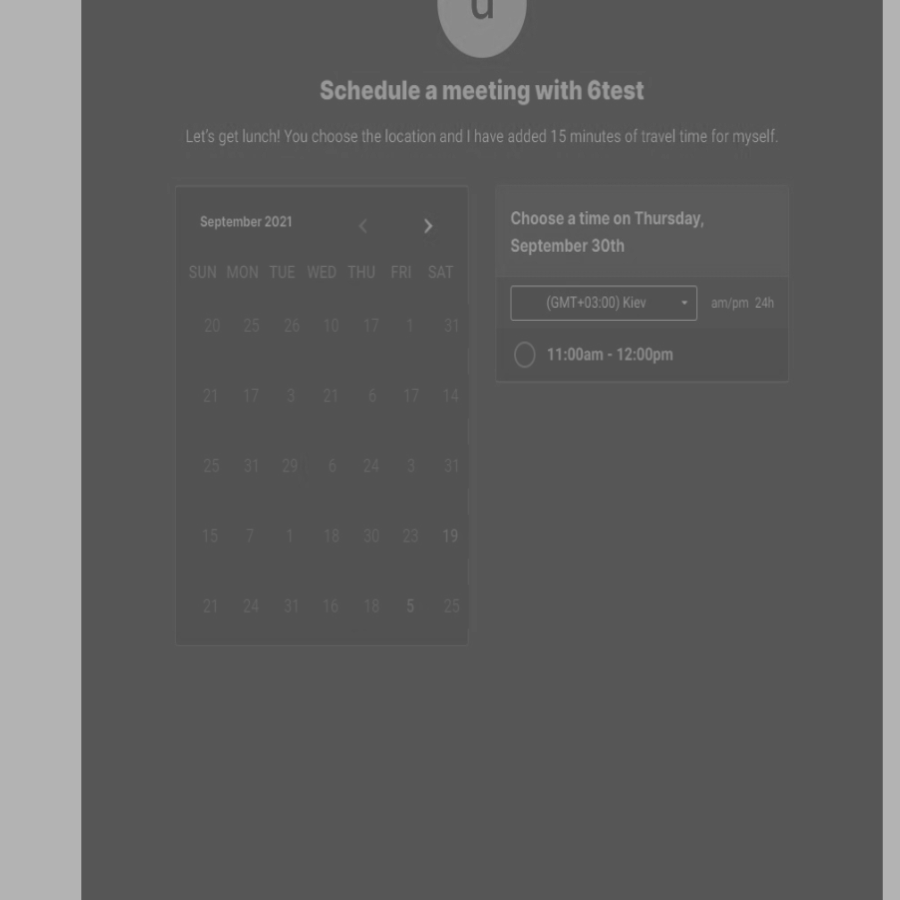 d
Schedule a meeting with 6test
Let's get lunch! You choose the location and I have added 15 minutes of travel time for myself.
September 2021
SUN MON TUE WED THU FRI SAT
20 25 26 10 17 1 31
21 17 3 21 6 17 14
25 31 29 6 24 3 31
15 7 1 18 30 23 19
21 24 31 16 18 5 25
Choose a time on Thursday,
September 30th
(GMT+03:00) Kiev am/pm 24h
11:00am - 12:00pm